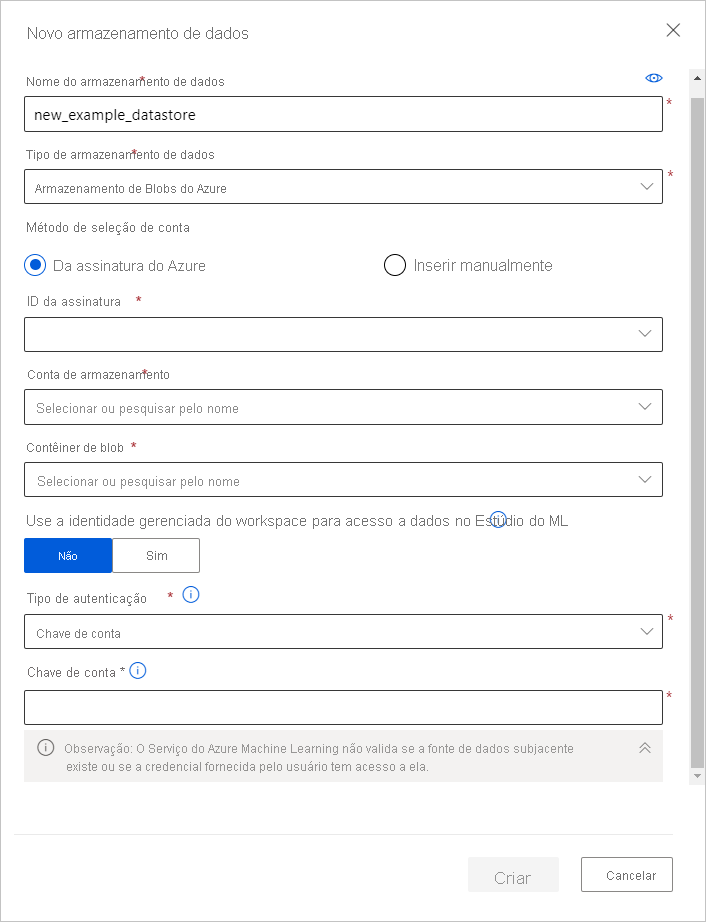 Novo armazenamento de dados
Nome do armazenamento de dados *
new_example_datastore *
Tipo de armazenamento de dados *
Armazenamento de Blobs do Azure *
Método de seleção de conta
Da assinatura do Azure Inserir manualmente
ID da assinatura *
Conta de armazenamento *
Selecionar ou pesquisar pelo nome
Contêiner de blob *
Selecionar ou pesquisar pelo nome
Use a identidade gerenciada do workspace para acesso a dados no Estúdio do ML
Não Sim
Tipo de autenticação *
Chave de conta *
Chave de conta *
*
Observação: O Serviço do Azure Machine Learning não valida se a fonte de dados subjacente
existe ou se a credencial fornecida pelo usuário tem acesso a ela.
Criar Cancelar